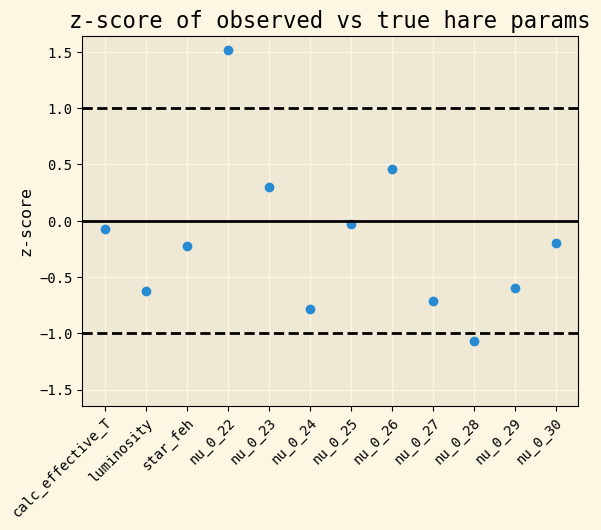 z-score of observed vs true hare params
z-score
1.5
1.0
0.5
0.0
−0.5
−1.0
−1.5
calc_effective_T
luminosity
star_feh
nu_0_22
nu_0_23
nu_0_24
nu_0_25
nu_0_26
nu_0_27
nu_0_28
nu_0_29
nu_0_30